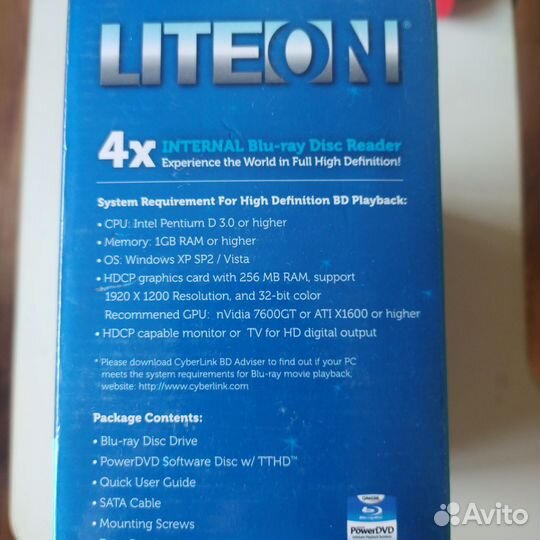 LITEON
4x INTERNAL Blu-ray Disc Reader
Experience the World in Full High Definition!
System Requirement For High Definition BD Playback:
• CPU: Intel Pentium D 3.0 or higher
• Memory: 1GB RAM or higher
• OS: Windows XP SP2 / Vista
• HDCP graphics card with 256 MB RAM, support
1920 X 1200 Resolution, and 32-bit color
Recommened GPU: nVidia 7600GT or ATI X1600 or higher
• HDCP capable monitor or TV for HD digital output
* Please download CyberLink BD Adviser to find out if your PC
meets the system requirements for Blu-ray movie playback,
website: http://www.cyberlink.com
Package Contents:
• Blu-ray Disc Drive
• PowerDVD Software Disc w/ TTHD™
• Quick User Guide
• SATA Cable
• Mounting Screws
PowerDVD
Avito